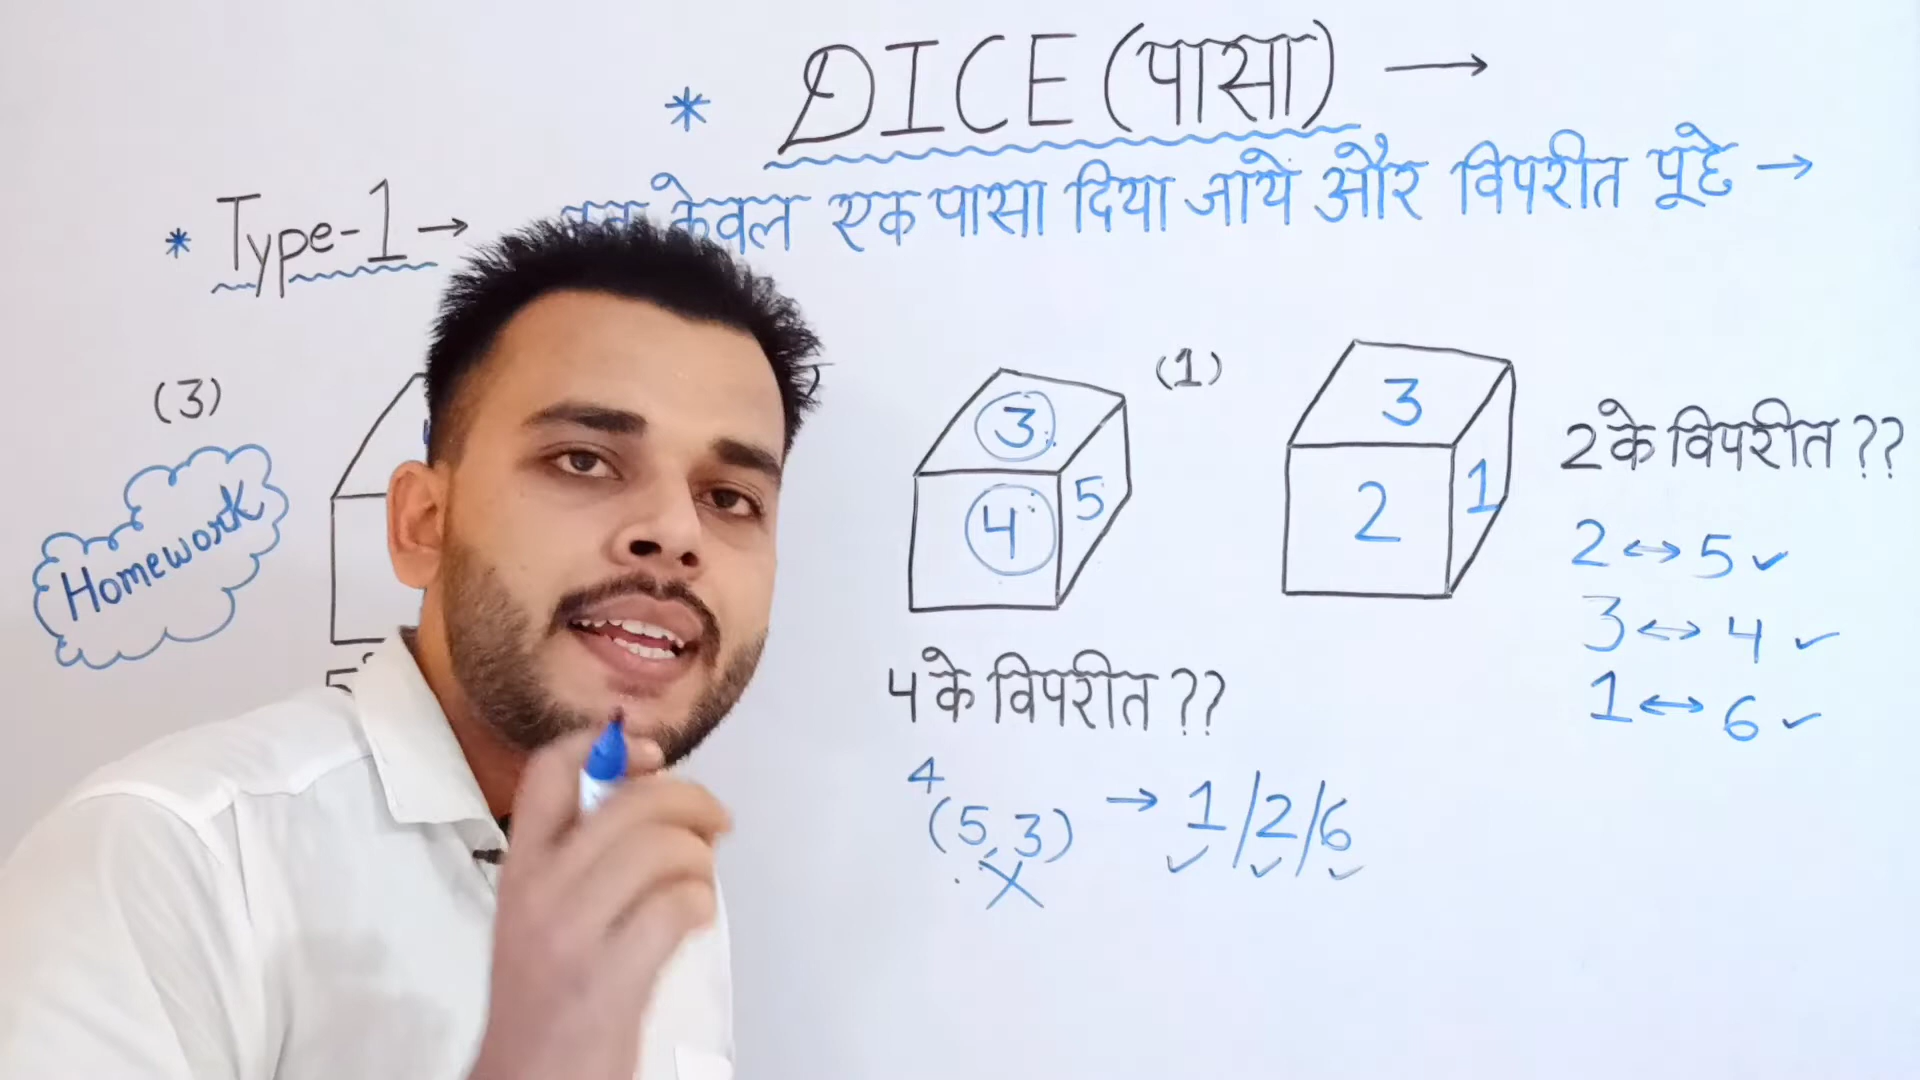 * DICE (पासा) →
* Type-1 → केवल एक पासा दिया जाये और विपरीत पूछे →
(3)
Homework
5
3
4
5
4 के विपरीत ??
4
(5,3) → 1/2/6
(1)
3
2
1
2 के विपरीत ??
2 ↔ 5 ✓
3 ↔ 4 ✓
1 ↔ 6 ✓